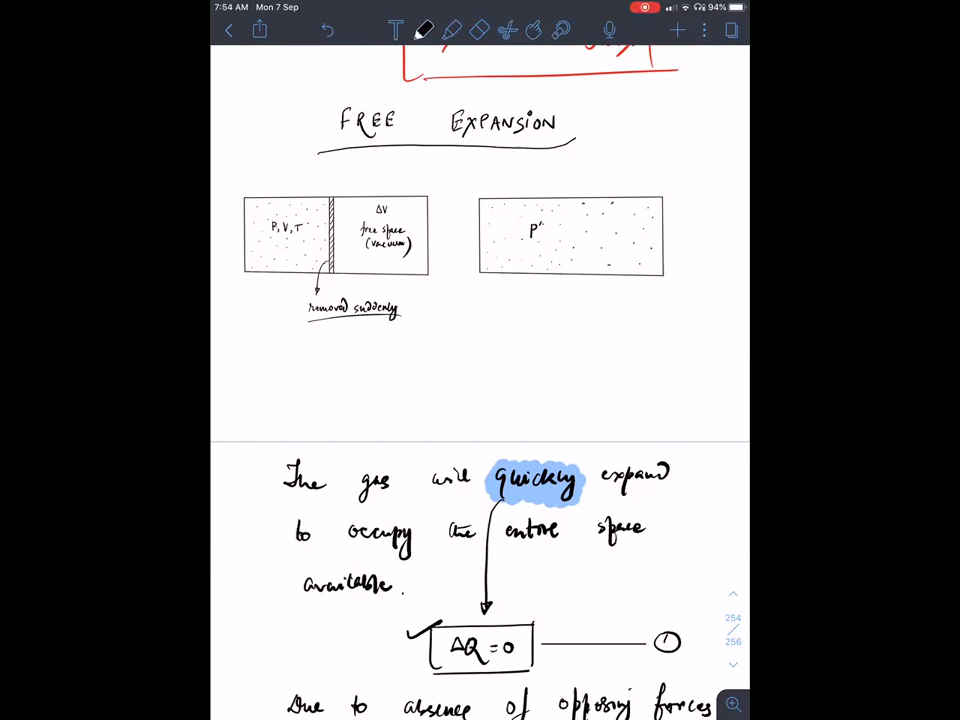 7:54 AM Mon 7 Sep
94%
T
FREE EXPANSION
P, V, T
ΔV
free space
(vacuum)
P'
removed suddenly
The gas will quickly expand
to occupy the entire space
available.
ΔQ = 0
1
254
256
Due to absence of opposing forces